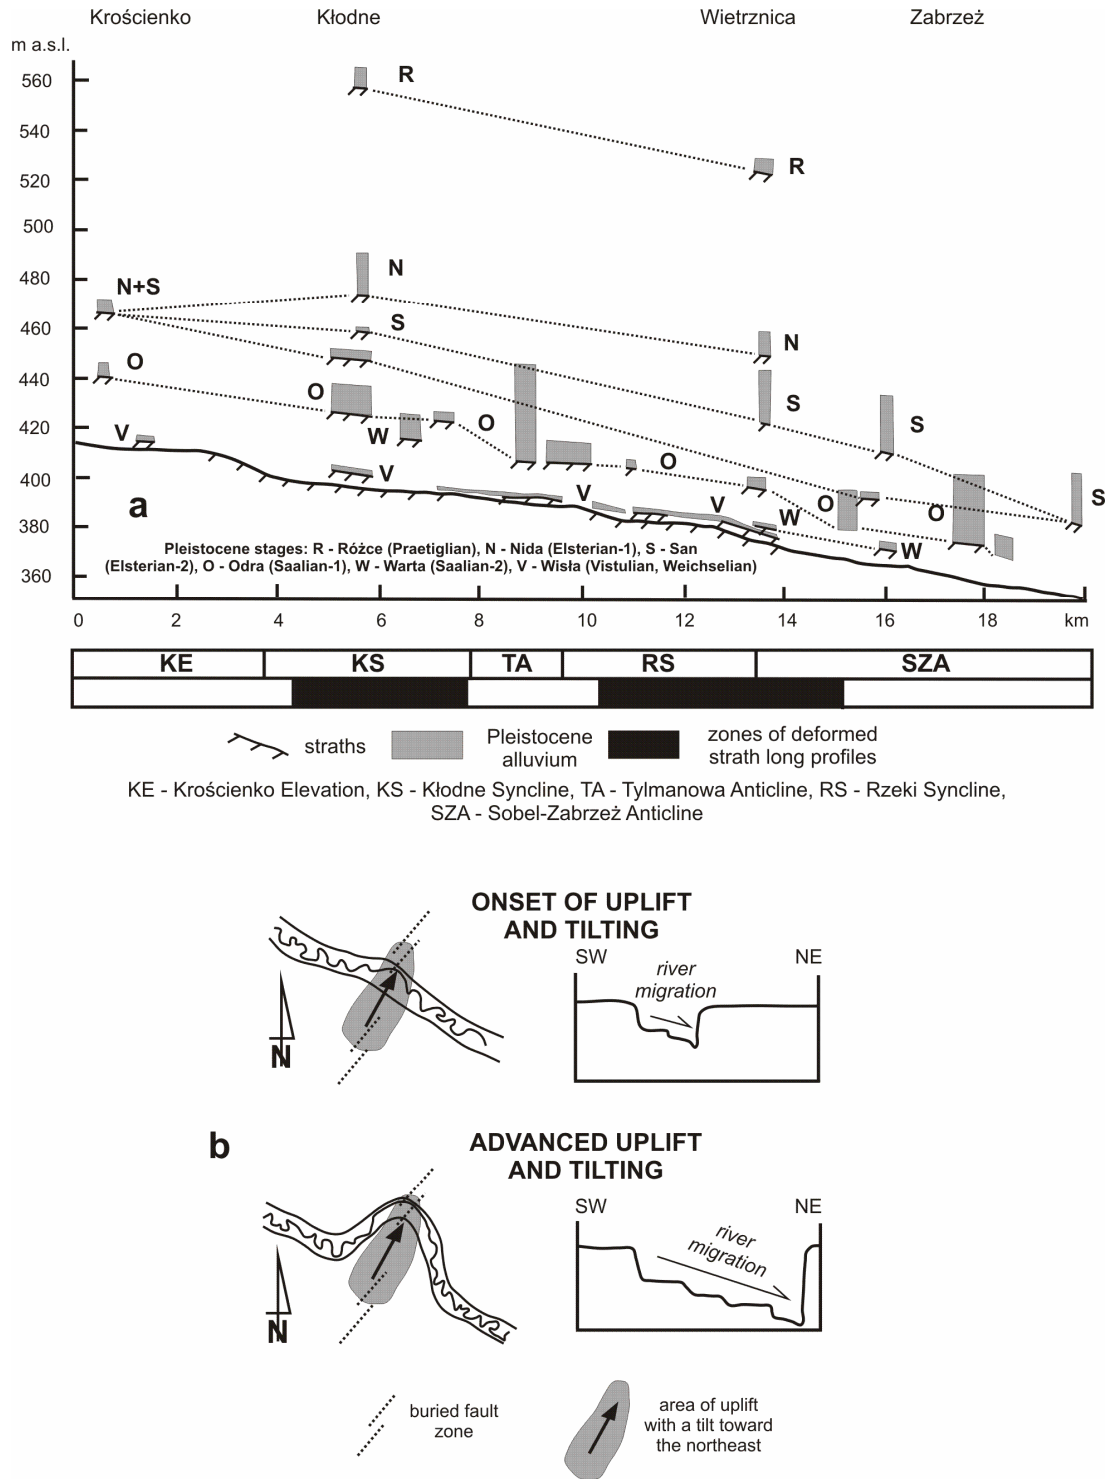 Krościenko Kłodne Wietrznica Zabrzeż
m a.s.l.
560
540
520
500
480
460
440
420
400
380
360
R
R
N
N+S
S
N
O
O
S
S
W
O
V
O
V
V
V
O
W
O
W
S
a
Pleistocene stages: R - Różce (Praetiglian), N - Nida (Elsterian-1), S - San
(Elsterian-2), O - Odra (Saalian-1), W - Warta (Saalian-2), V - Wisła (Vistulian, Weichselian)
0 2 4 6 8 10 12 14 16 18 km
KE KS TA RS SZA
straths
Pleistocene
alluvium
zones of deformed
strath long profiles
KE - Krościenko Elevation, KS - Kłodne Syncline, TA - Tylmanowa Anticline, RS - Rzeki Syncline,
SZA - Sobel-Zabrzeż Anticline
ONSET OF UPLIFT
AND TILTING
SW NE
river
migration
N
b
ADVANCED UPLIFT
AND TILTING
SW NE
river
migration
N
buried fault
zone
area of uplift
with a tilt toward
the northeast